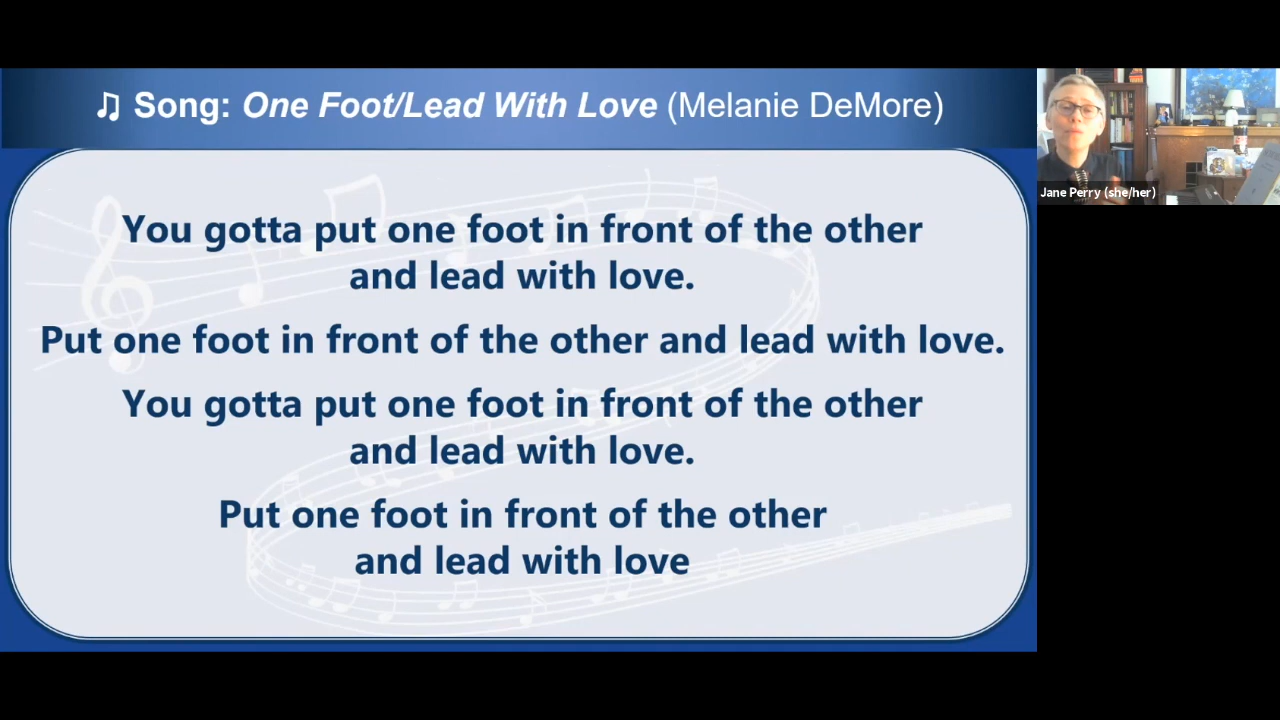 ♫ Song: One Foot/Lead With Love (Melanie DeMore)
You gotta put one foot in front of the other
and lead with love.
Put one foot in front of the other and lead with love.
You gotta put one foot in front of the other
and lead with love.
Put one foot in front of the other
and lead with love
Jane Perry (she/her)